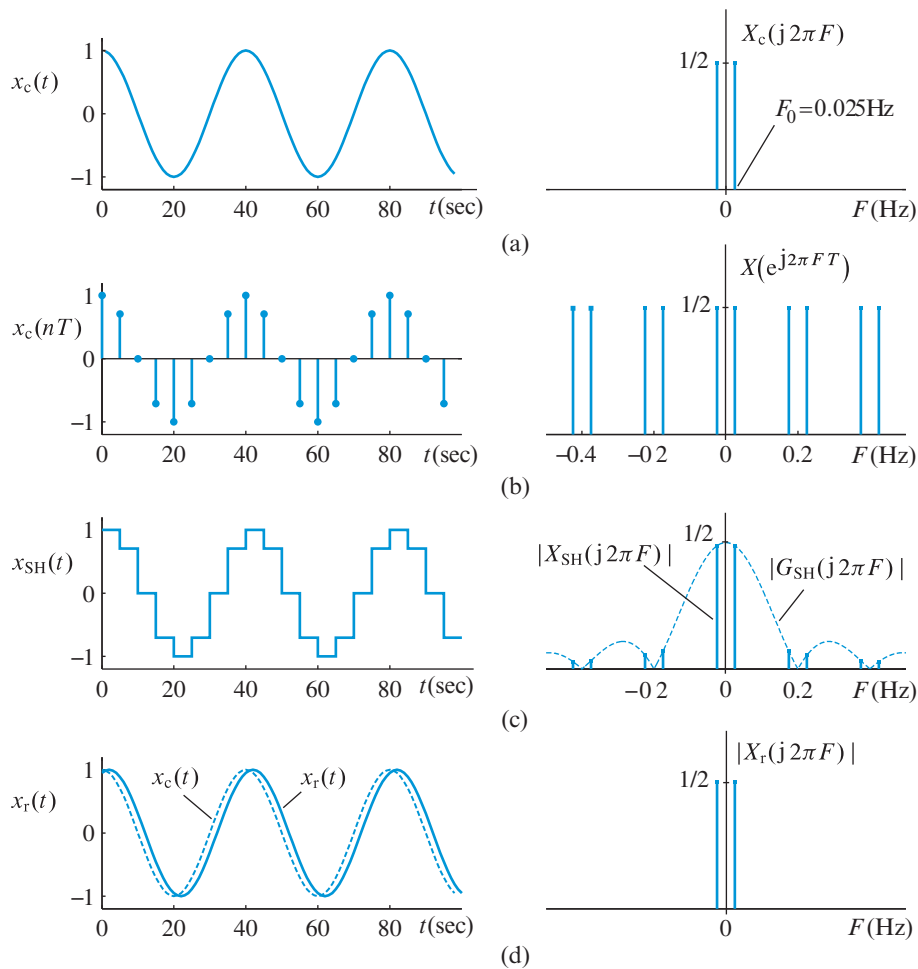 x_c(t)
1
0
−1
0 20 40 60 80 t(sec)
X_c(j2πF)
1/2
F_0=0.025Hz
0 F(Hz)
(a)
x_c(nT)
1
0
−1
0 20 40 60 80 t(sec)
X(e^{j2πFT})
1/2
−0.4 −0.2 0 0.2 F(Hz)
(b)
x_SH(t)
1
0
−1
0 20 40 60 80 t(sec)
1/2
|X_SH(j2πF)| |G_SH(j2πF)|
−0.2 0 0.2 F(Hz)
(c)
x_r(t)
1
0
−1
x_c(t) x_r(t)
0 20 40 60 80 t(sec)
|X_r(j2πF)|
1/2
0 F(Hz)
(d)